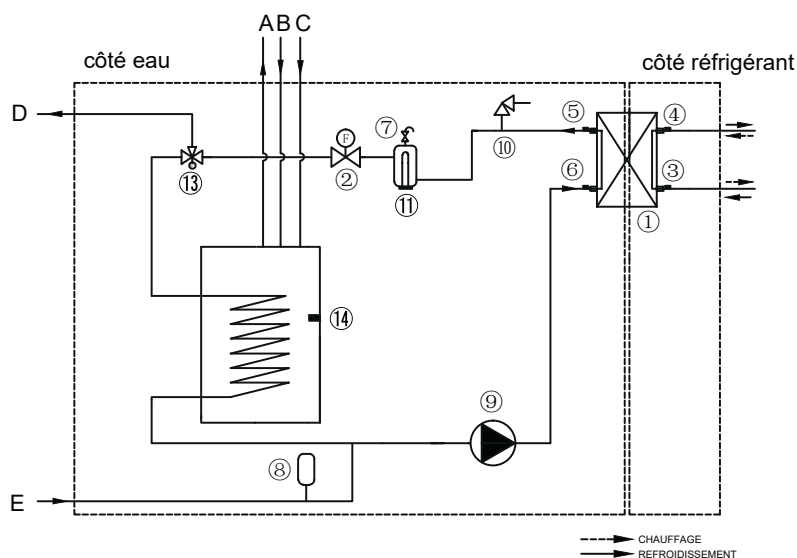 A B C
côté eau
côté réfrigérant
D
F
⑦
⑩
⑤
④
⑬
②
⑪
⑥
③
①
⑭
⑨
⑧
E
CHAUFFAGE
REFROIDISSEMENT